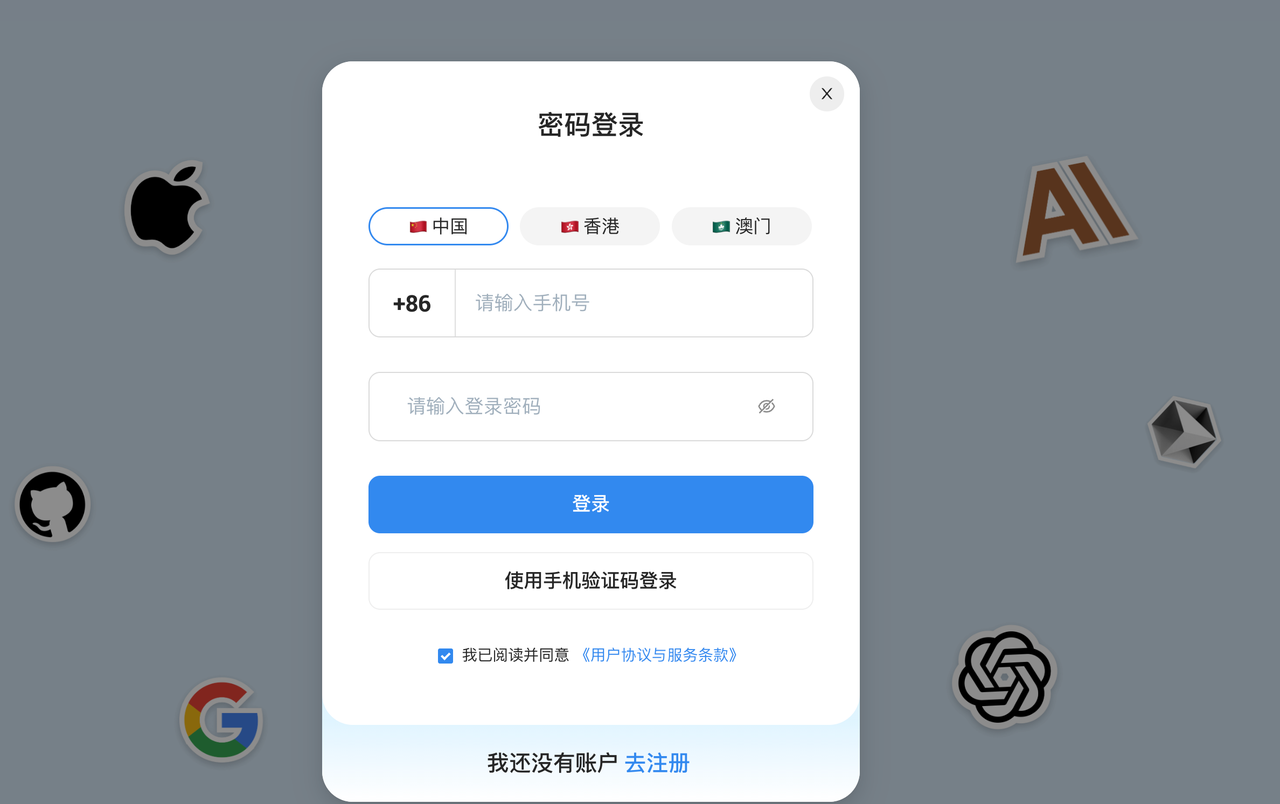 X
密码登录
中国 香港 澳门
+86 请输入手机号
请输入登录密码
登录
使用手机验证码登录
我已阅读并同意 《用户协议与服务条款》
我还没有账户 去注册
AI